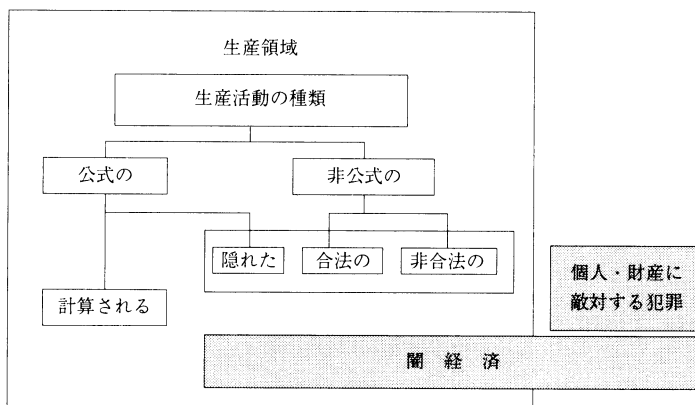 生産領域
生産活動の種類
公式の
非公式の
隠れた
合法の
非合法の
計算される
個人・財産に
敵対する犯罪
闇経済